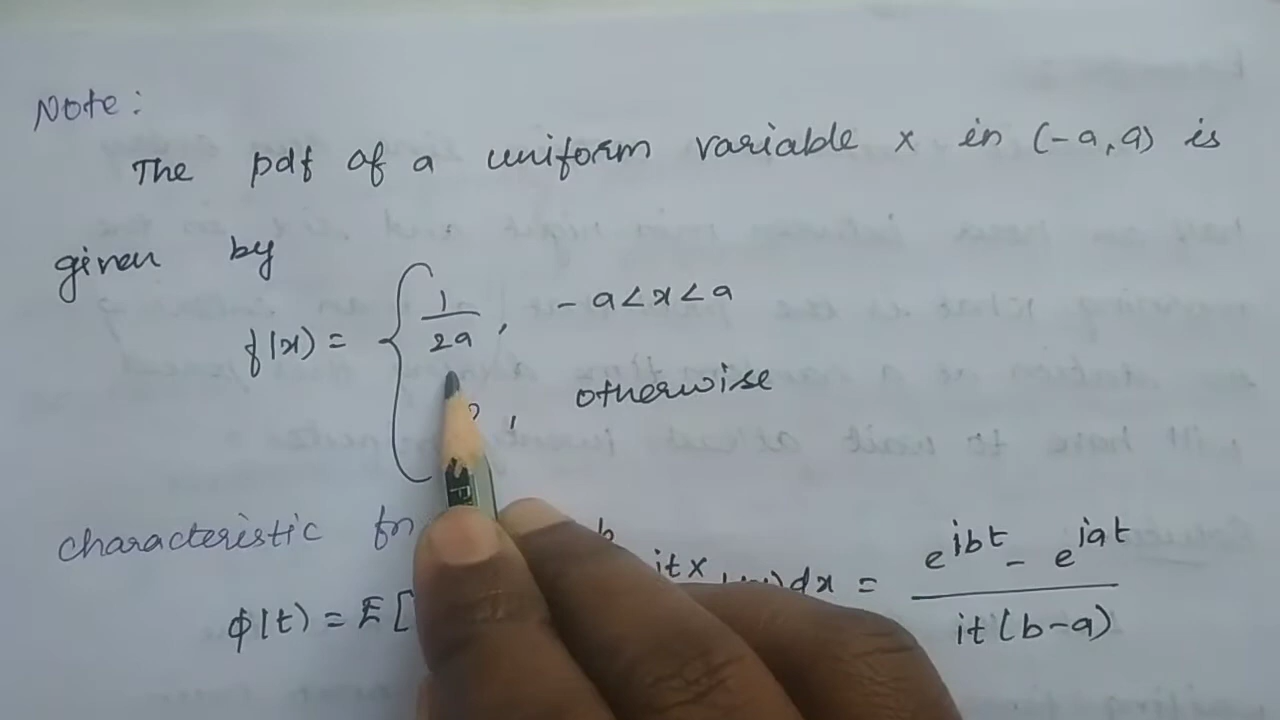 Note:
The pdf of a uniform variable x in (-a, a) is
given by
f(x) = { 1/2a, -a<x<a
, otherwise
characteristic fn
φ(t) = E[ b itx dx = e^ibt - e^iat / it(b-a)